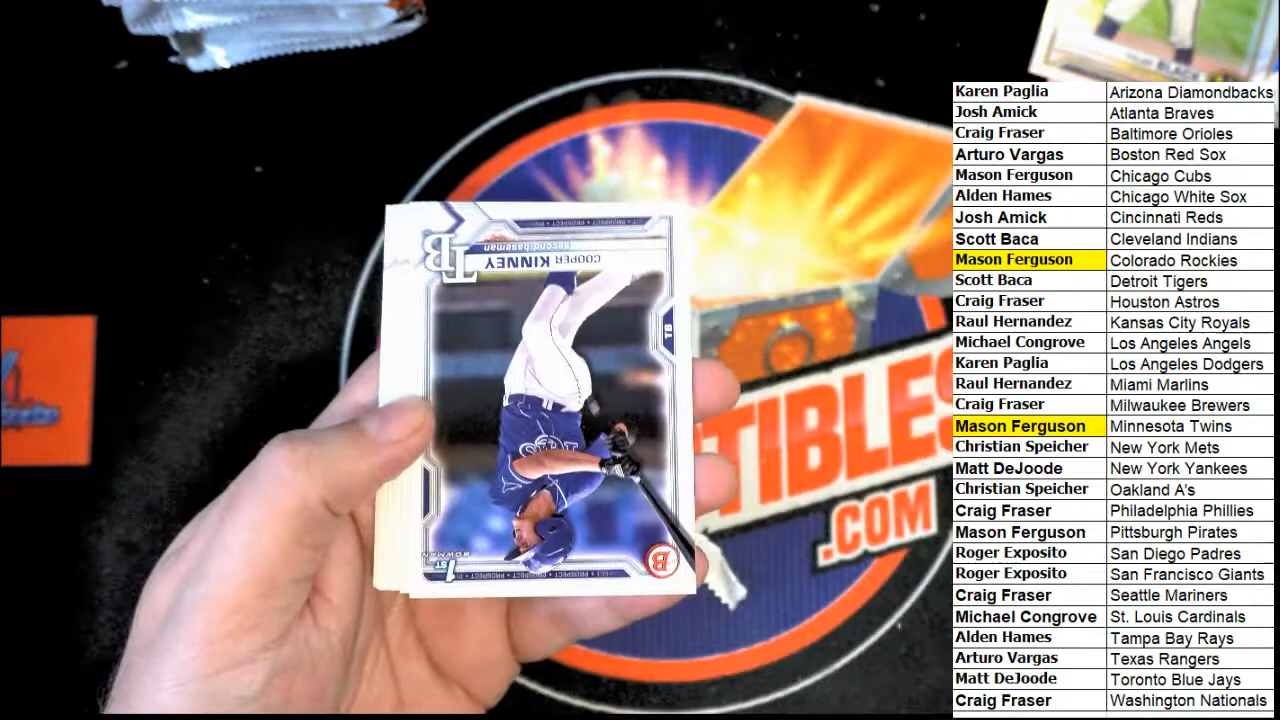 BLACK
TB
COOPER KINNEY
second baseman
TB
RAYS
1ST
BOWMAN
B
TIBLES
.COM
Karen Paglia Arizona Diamondbacks
Josh Amick Atlanta Braves
Craig Fraser Baltimore Orioles
Arturo Vargas Boston Red Sox
Mason Ferguson Chicago Cubs
Alden Hames Chicago White Sox
Josh Amick Cincinnati Reds
Scott Baca Cleveland Indians
Mason Ferguson Colorado Rockies
Scott Baca Detroit Tigers
Craig Fraser Houston Astros
Raul Hernandez Kansas City Royals
Michael Congrove Los Angeles Angels
Karen Paglia Los Angeles Dodgers
Raul Hernandez Miami Marlins
Craig Fraser Milwaukee Brewers
Mason Ferguson Minnesota Twins
Christian Speicher New York Mets
Matt DeJoode New York Yankees
Christian Speicher Oakland A's
Craig Fraser Philadelphia Phillies
Mason Ferguson Pittsburgh Pirates
Roger Exposito San Diego Padres
Roger Exposito San Francisco Giants
Craig Fraser Seattle Mariners
Michael Congrove St. Louis Cardinals
Alden Hames Tampa Bay Rays
Arturo Vargas Texas Rangers
Matt DeJoode Toronto Blue Jays
Craig Fraser Washington Nationals